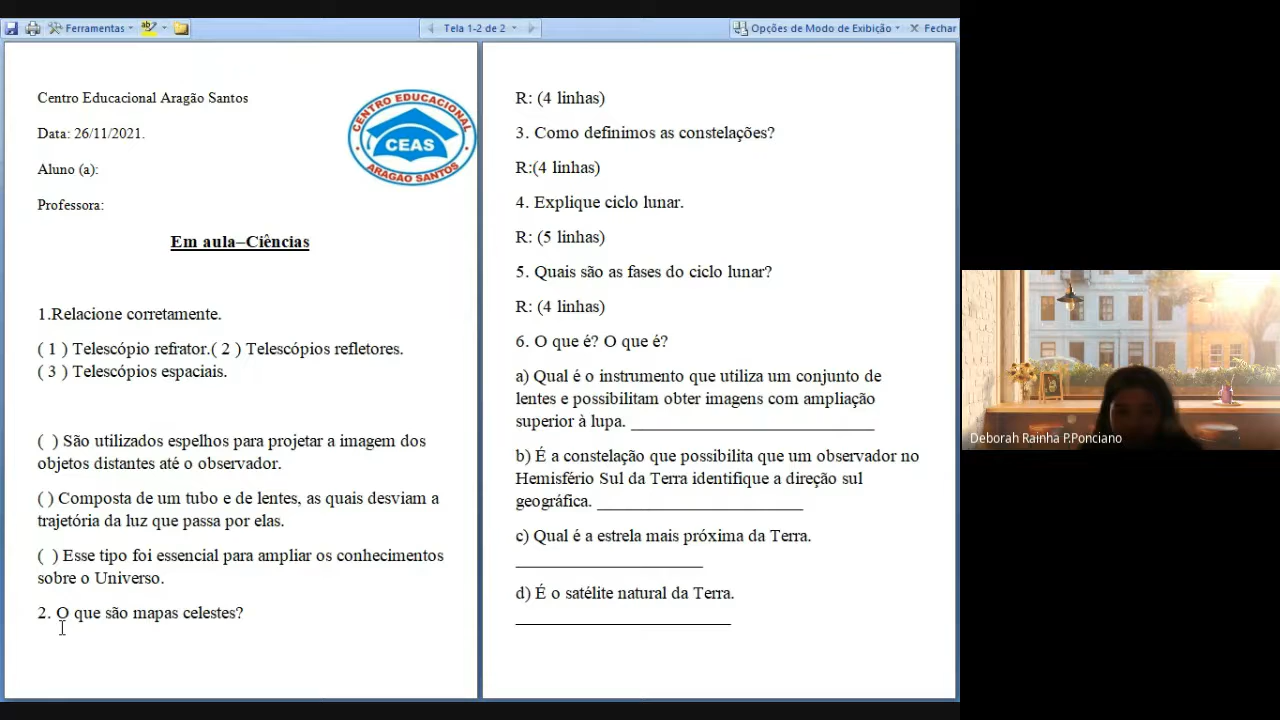 Ferramentas
Tela 1-2 de 2
Opções de Modo de Exibição
Fechar
Centro Educacional Aragão Santos
Data: 26/11/2021.
Aluno (a):
Professora:
CENTRO EDUCACIONAL
CEAS
ARAGÃO SANTOS
Em aula–Ciências
1.Relacione corretamente.
( 1 ) Telescópio refrator.( 2 ) Telescópios refletores.
( 3 ) Telescópios espaciais.
( ) São utilizados espelhos para projetar a imagem dos
objetos distantes até o observador.
( ) Composta de um tubo e de lentes, as quais desviam a
trajetória da luz que passa por elas.
( ) Esse tipo foi essencial para ampliar os conhecimentos
sobre o Universo.
2. O que são mapas celestes?
R: (4 linhas)
3. Como definimos as constelações?
R:(4 linhas)
4. Explique ciclo lunar.
R: (5 linhas)
5. Quais são as fases do ciclo lunar?
R: (4 linhas)
6. O que é? O que é?
a) Qual é o instrumento que utiliza um conjunto de
lentes e possibilitam obter imagens com ampliação
superior à lupa. ___________________________
b) É a constelação que possibilita que um observador no
Hemisfério Sul da Terra identifique a direção sul
geográfica. _______________________
c) Qual é a estrela mais próxima da Terra.
_____________________
d) É o satélite natural da Terra.
________________________
Deborah Rainha P.Ponciano